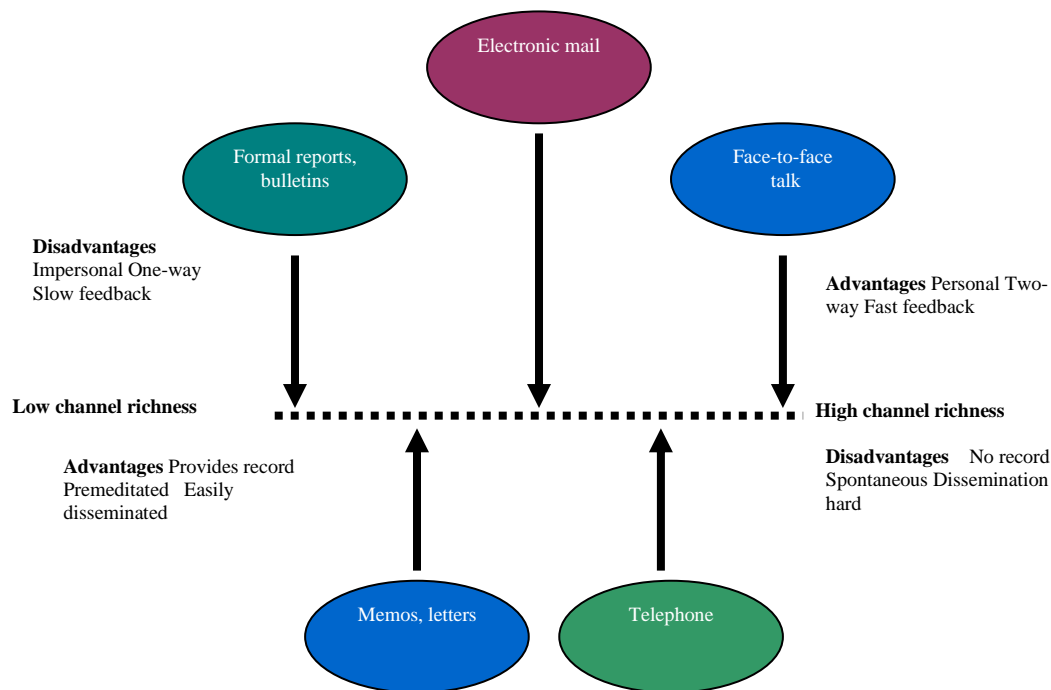 Electronic mail
Formal reports,
bulletins
Face-to-face
talk
Disadvantages
Impersonal One-way
Slow feedback
Advantages Personal Two-
way Fast feedback
Low channel richness
High channel richness
Advantages Provides record
Premeditated Easily
disseminated
Disadvantages No record
Spontaneous Dissemination
hard
Memos, letters
Telephone